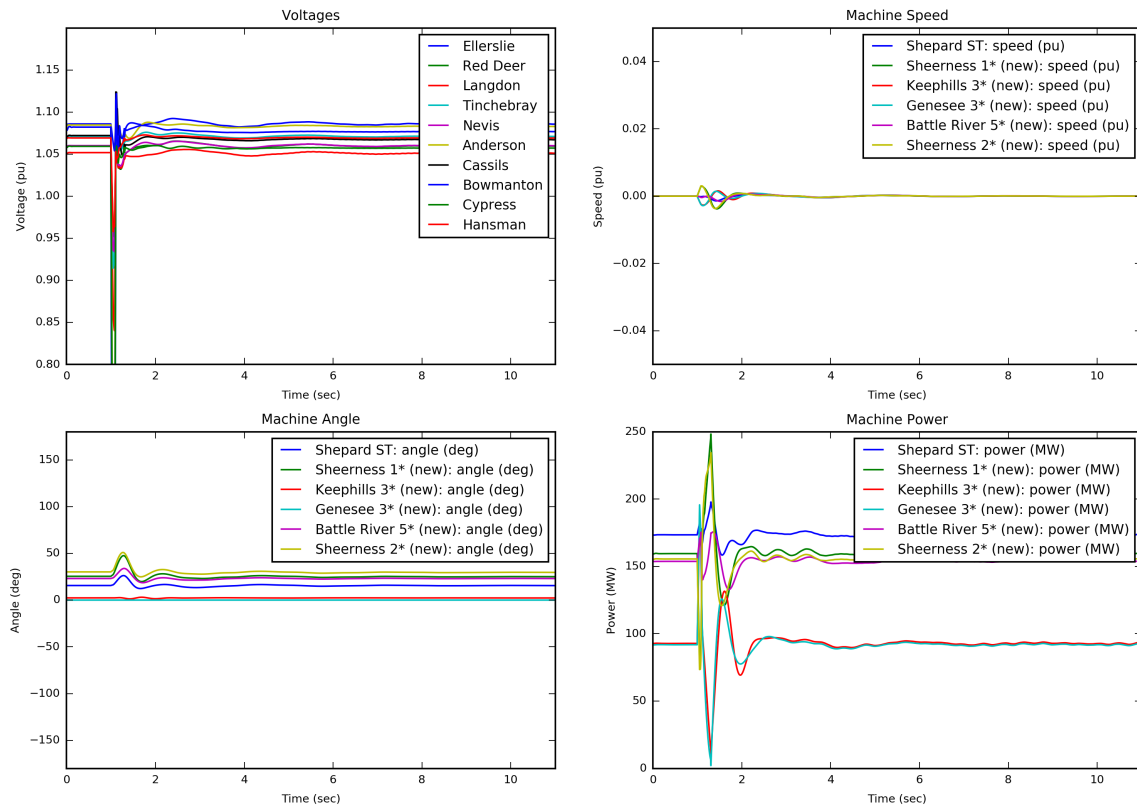 Voltages
1.15
1.10
1.05
1.00
0.95
0.90
0.85
0.80
Voltage (pu)
0 2 4 6 8 10
Time (sec)
Ellerslie
Red Deer
Langdon
Tinchebray
Nevis
Anderson
Cassils
Bowmanton
Cypress
Hansman
Machine Speed
0.04
0.02
0.00
−0.02
−0.04
Speed (pu)
0 2 4 6 8 10
Time (sec)
Shepard ST: speed (pu)
Sheerness 1* (new): speed (pu)
Keephills 3* (new): speed (pu)
Genesee 3* (new): speed (pu)
Battle River 5* (new): speed (pu)
Sheerness 2* (new): speed (pu)
Machine Angle
150
100
50
0
−50
−100
−150
Angle (deg)
0 2 4 6 8 10
Time (sec)
Shepard ST: angle (deg)
Sheerness 1* (new): angle (deg)
Keephills 3* (new): angle (deg)
Genesee 3* (new): angle (deg)
Battle River 5* (new): angle (deg)
Sheerness 2* (new): angle (deg)
Machine Power
250
200
150
100
50
0
Power (MW)
0 2 4 6 8 10
Time (sec)
Shepard ST: power (MW)
Sheerness 1* (new): power (MW)
Keephills 3* (new): power (MW)
Genesee 3* (new): power (MW)
Battle River 5* (new): power (MW)
Sheerness 2* (new): power (MW)